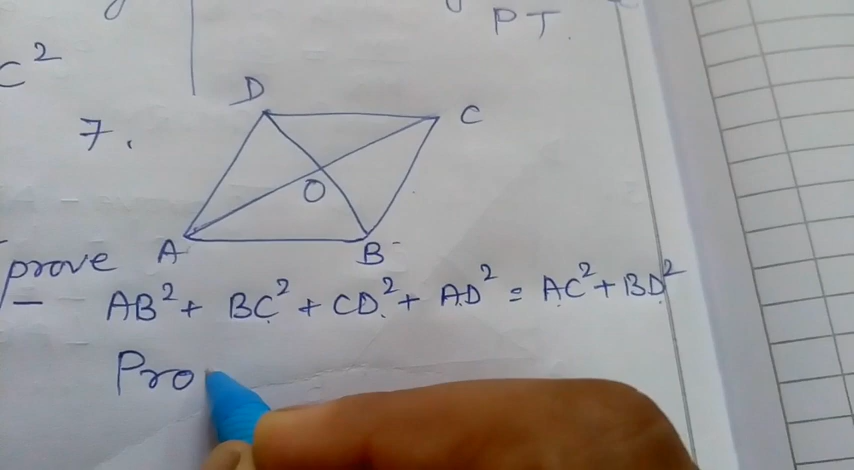 PT.
C²
D
C
7.
O
A
B
prove
AB² + BC² + CD² + AD² = AC² + BD²
Pro